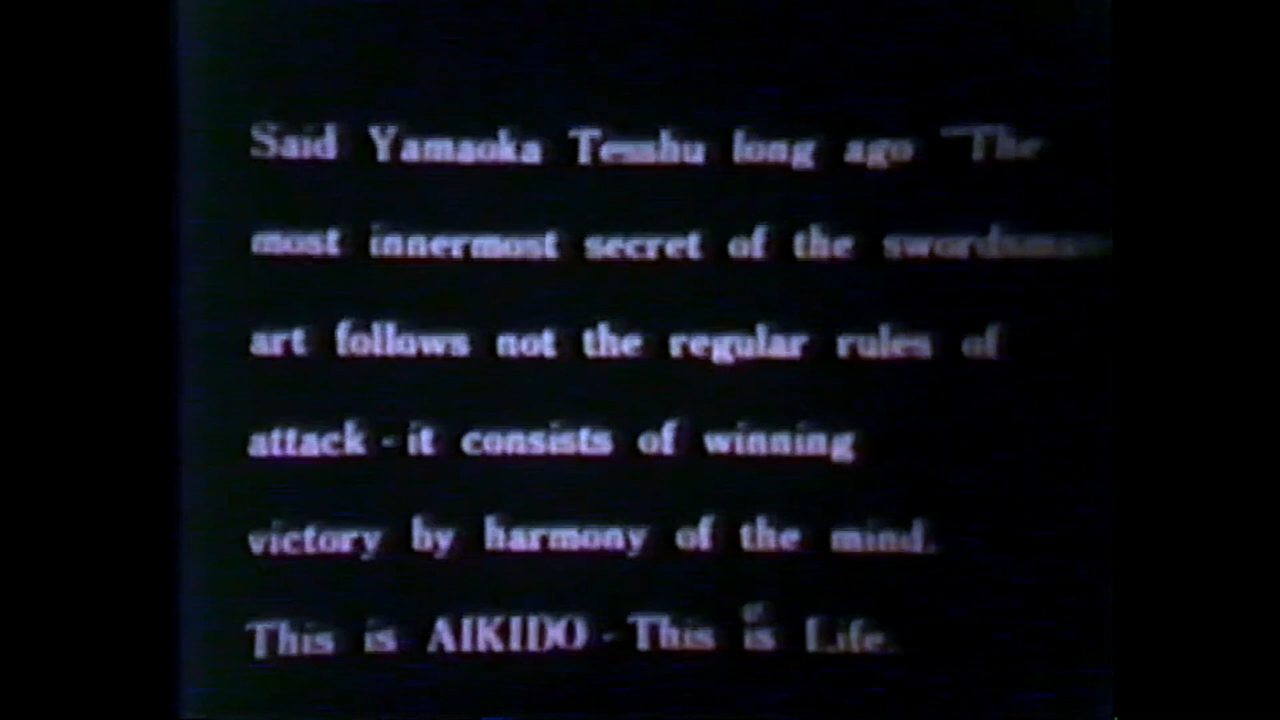 Said Yamaoka Tesshu long ago "The
most innermost secret of the
art follows not the regular rules of
attack - it consists of winning
victory by harmony of the mind.
This is AIKIDO - This is Life.